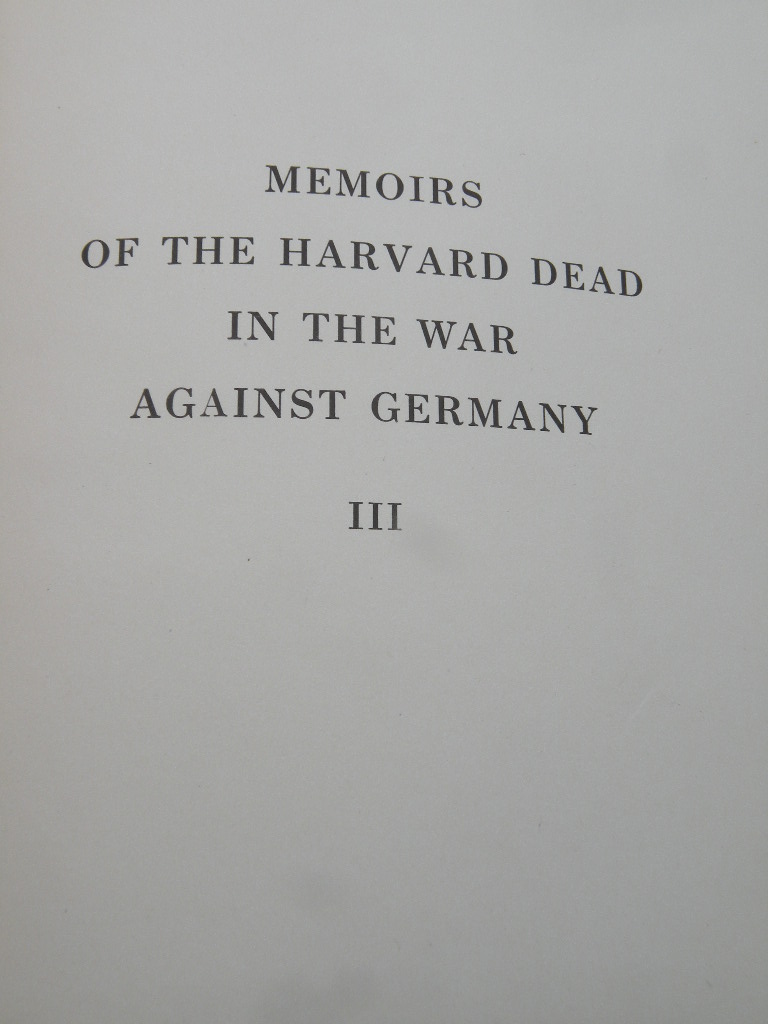 MEMOIRS
OF THE HARVARD DEAD
IN THE WAR
AGAINST GERMANY
III